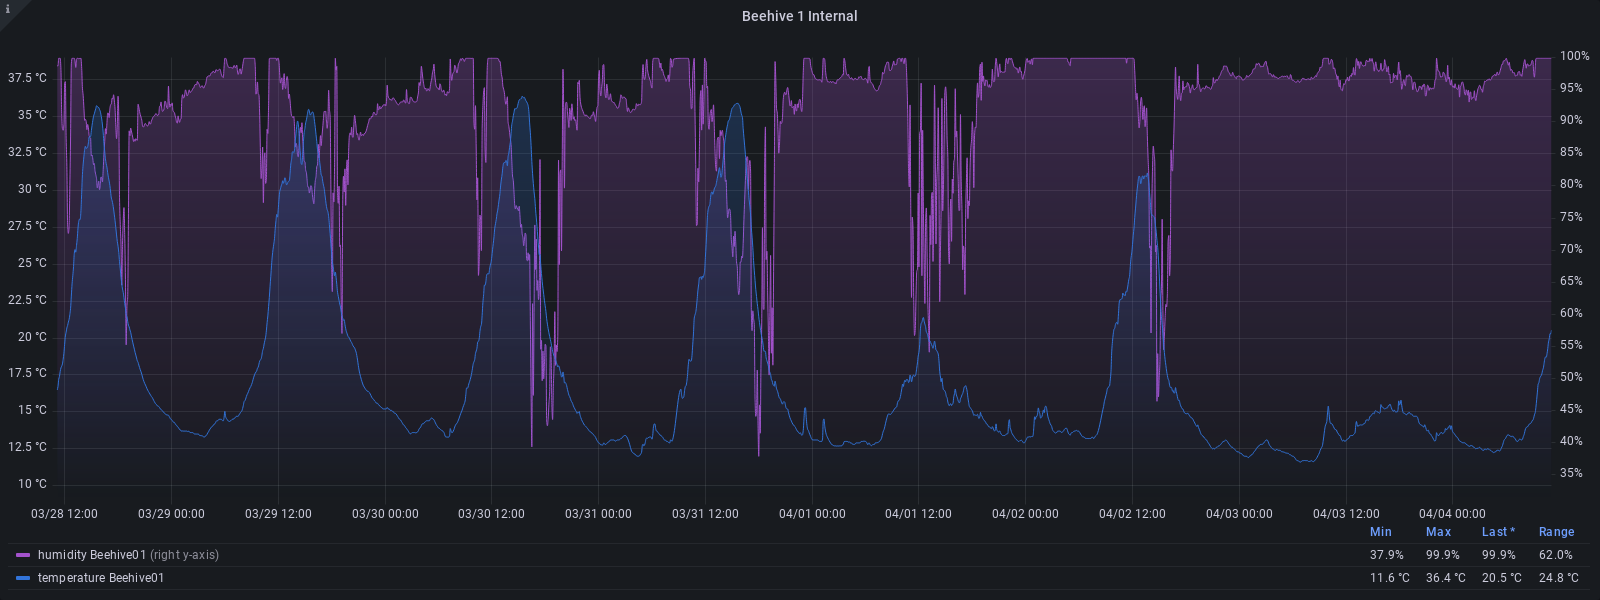 i
Beehive 1 Internal
37.5 °C
35 °C
32.5 °C
30 °C
27.5 °C
25 °C
22.5 °C
20 °C
17.5 °C
15 °C
12.5 °C
10 °C
100%
95%
90%
85%
80%
75%
70%
65%
60%
55%
50%
45%
40%
35%
03/28 12:00 03/29 00:00 03/29 12:00 03/30 00:00 03/30 12:00 03/31 00:00 03/31 12:00 04/01 00:00 04/01 12:00 04/02 00:00 04/02 12:00 04/03 00:00 04/03 12:00 04/04 00:00
Min Max Last * Range
humidity Beehive01 (right y-axis) 37.9% 99.9% 99.9% 62.0%
temperature Beehive01 11.6 °C 36.4 °C 20.5 °C 24.8 °C